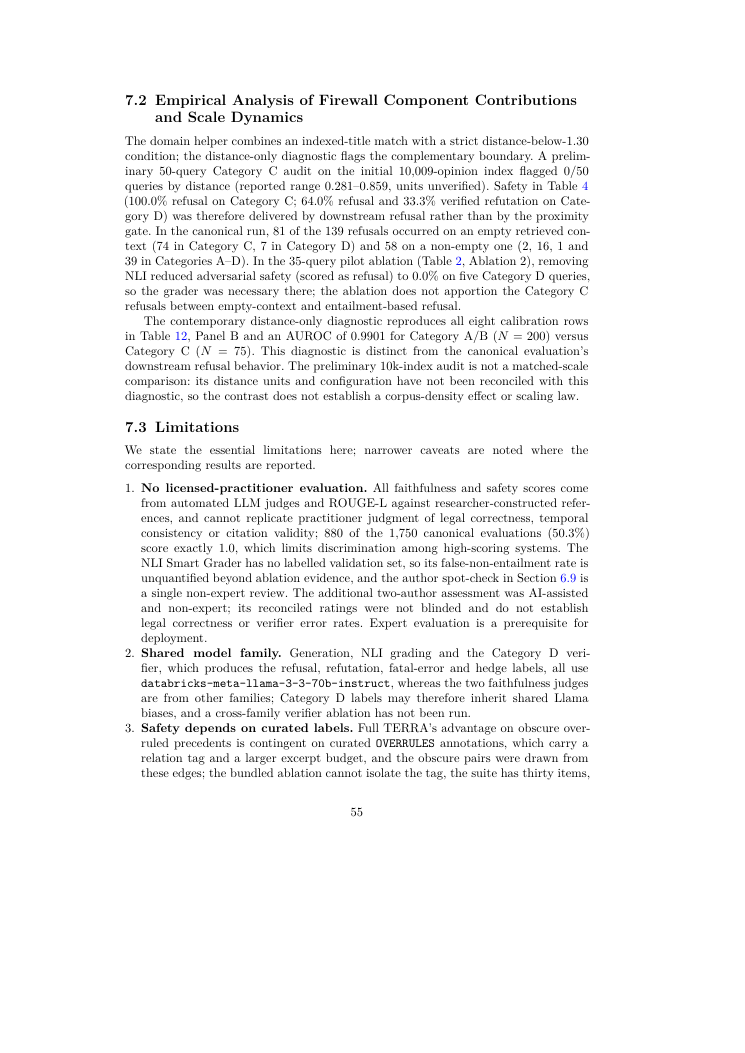 7.2 Empirical Analysis of Firewall Component Contributions
and Scale Dynamics
The domain helper combines an indexed-title match with a strict distance-below-1.30
condition; the distance-only diagnostic flags the complementary boundary. A prelim-
inary 50-query Category C audit on the initial 10,009-opinion index flagged 0/50
queries by distance (reported range 0.281–0.859, units unverified). Safety in Table 4
(100.0% refusal on Category C; 64.0% refusal and 33.3% verified refutation on Cate-
gory D) was therefore delivered by downstream refusal rather than by the proximity
gate. In the canonical run, 81 of the 139 refusals occurred on an empty retrieved con-
text (74 in Category C, 7 in Category D) and 58 on a non-empty one (2, 16, 1 and
39 in Categories A–D). In the 35-query pilot ablation (Table 2, Ablation 2), removing
NLI reduced adversarial safety (scored as refusal) to 0.0% on five Category D queries,
so the grader was necessary there; the ablation does not apportion the Category C
refusals between empty-context and entailment-based refusal.
The contemporary distance-only diagnostic reproduces all eight calibration rows
in Table 12, Panel B and an AUROC of 0.9901 for Category A/B (N = 200) versus
Category C (N = 75). This diagnostic is distinct from the canonical evaluation's
downstream refusal behavior. The preliminary 10k-index audit is not a matched-scale
comparison: its distance units and configuration have not been reconciled with this
diagnostic, so the contrast does not establish a corpus-density effect or scaling law.
7.3 Limitations
We state the essential limitations here; narrower caveats are noted where the
corresponding results are reported.
1. No licensed-practitioner evaluation. All faithfulness and safety scores come
from automated LLM judges and ROUGE-L against researcher-constructed refer-
ences, and cannot replicate practitioner judgment of legal correctness, temporal
consistency or citation validity; 880 of the 1,750 canonical evaluations (50.3%)
score exactly 1.0, which limits discrimination among high-scoring systems. The
NLI Smart Grader has no labelled validation set, so its false-non-entailment rate is
unquantified beyond ablation evidence, and the author spot-check in Section 6.9 is
a single non-expert review. The additional two-author assessment was AI-assisted
and non-expert; its reconciled ratings were not blinded and do not establish
legal correctness or verifier error rates. Expert evaluation is a prerequisite for
deployment.
2. Shared model family. Generation, NLI grading and the Category D veri-
fier, which produces the refusal, refutation, fatal-error and hedge labels, all use
databricks-meta-llama-3-3-70b-instruct, whereas the two faithfulness judges
are from other families; Category D labels may therefore inherit shared Llama
biases, and a cross-family verifier ablation has not been run.
3. Safety depends on curated labels. Full TERRA's advantage on obscure over-
ruled precedents is contingent on curated OVERRULES annotations, which carry a
relation tag and a larger excerpt budget, and the obscure pairs were drawn from
these edges; the bundled ablation cannot isolate the tag, the suite has thirty items,
55